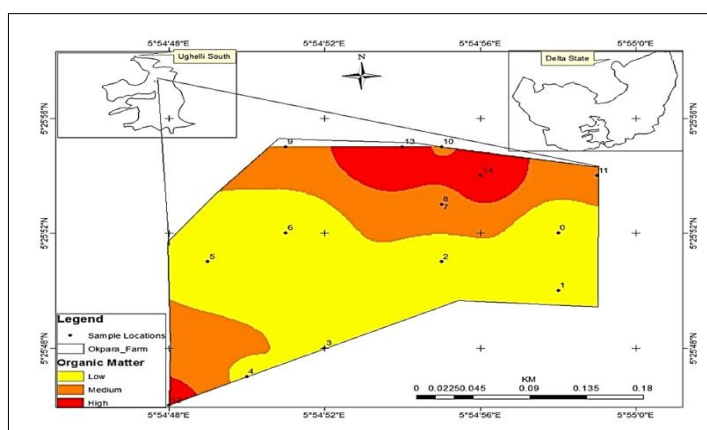 5°54'48"E 5°54'52"E 5°54'56"E 5°55'0"E
Ughelli South
N
Delta State
5°25'56"N 5°25'56"N
9 13 10
14 11
8
7
6 0
5°25'52"N 5°25'52"N
5 2
1
Legend
Sample Locations
Okpara_Farm
Organic Matter
Low
Medium
High
5°25'48"N 5°25'48"N
3
4
KM
0 0.02250.045 0.09 0.135 0.18
5°54'48"E 5°54'52"E 5°54'56"E 5°55'0"E